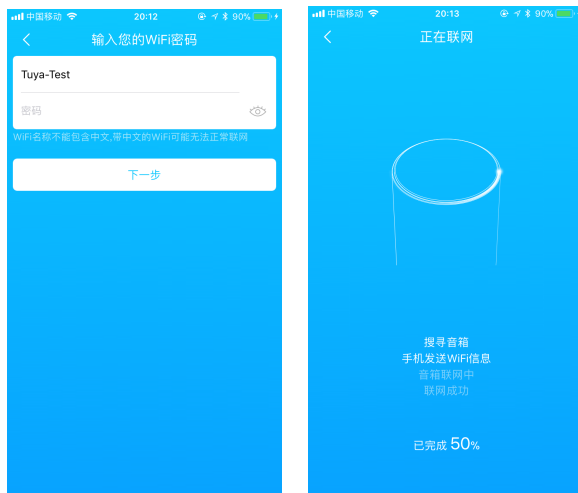 中国移动 20:12 90%
输入您的WiFi密码
Tuya-Test
密码
WiFi名称不能包含中文,带中文的WiFi可能无法正常联网
下一步
中国移动 20:13 90%
正在联网
搜寻音箱
手机发送WiFi信息
音箱联网中
联网成功
已完成 50%